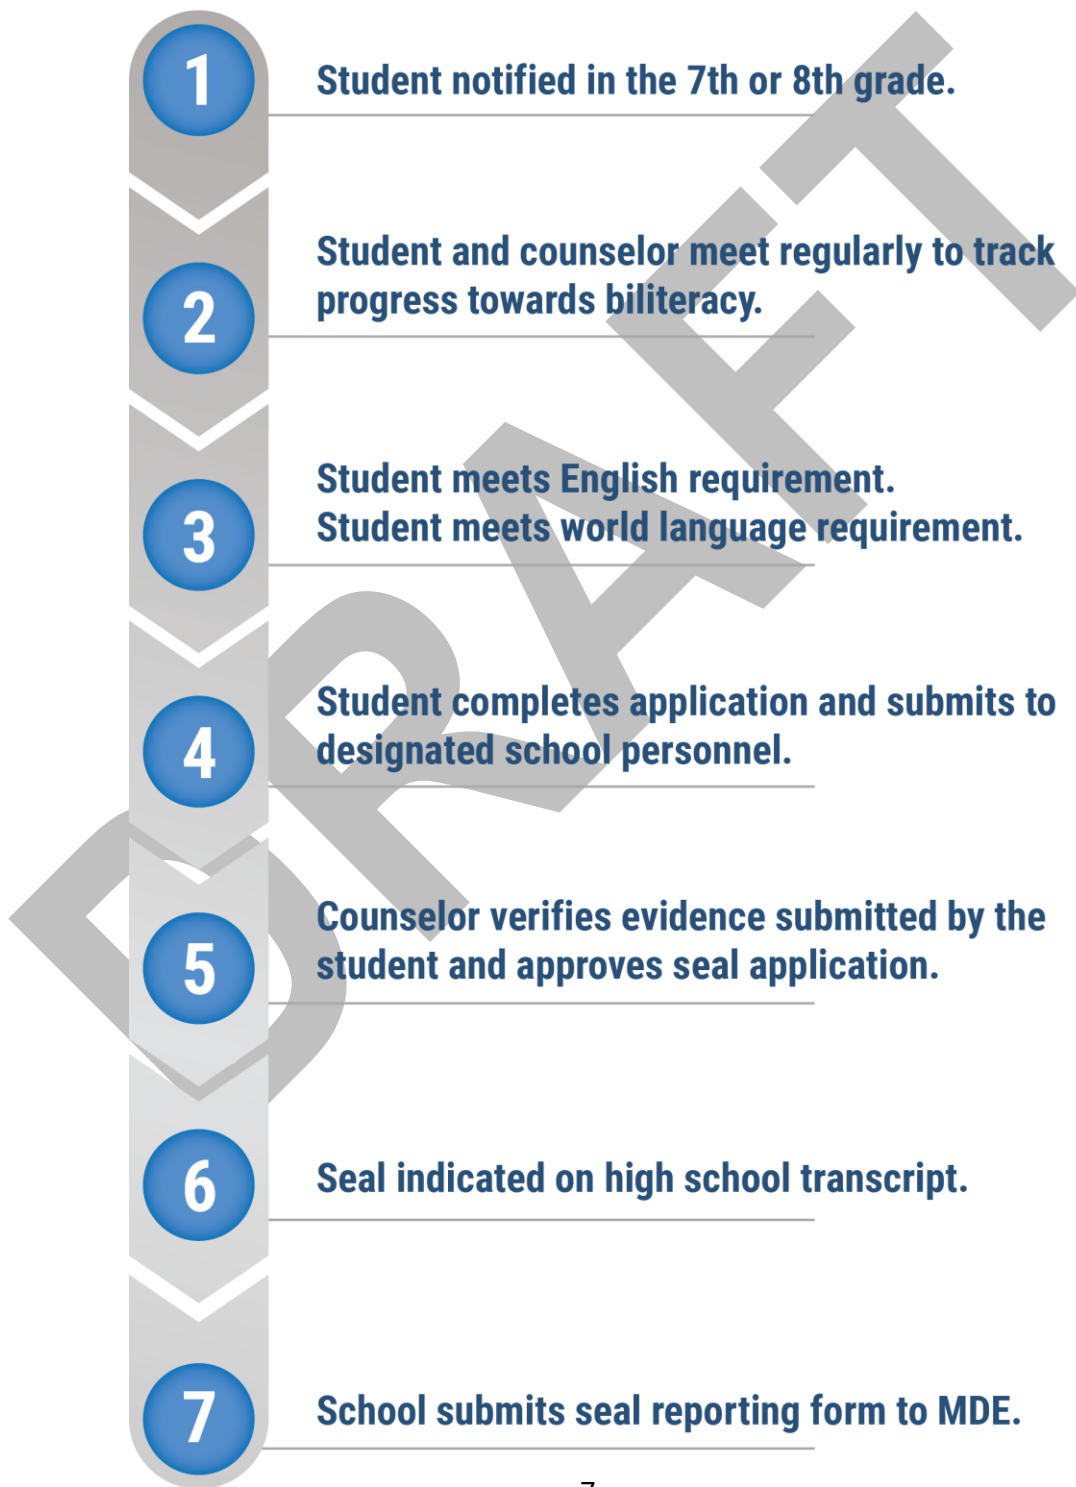 1
Student notified in the 7th or 8th grade.
2
Student and counselor meet regularly to track
progress towards biliteracy.
3
Student meets English requirement.
Student meets world language requirement.
4
Student completes application and submits to
designated school personnel.
5
Counselor verifies evidence submitted by the
student and approves seal application.
6
Seal indicated on high school transcript.
7
School submits seal reporting form to MDE.
7
DRAFT